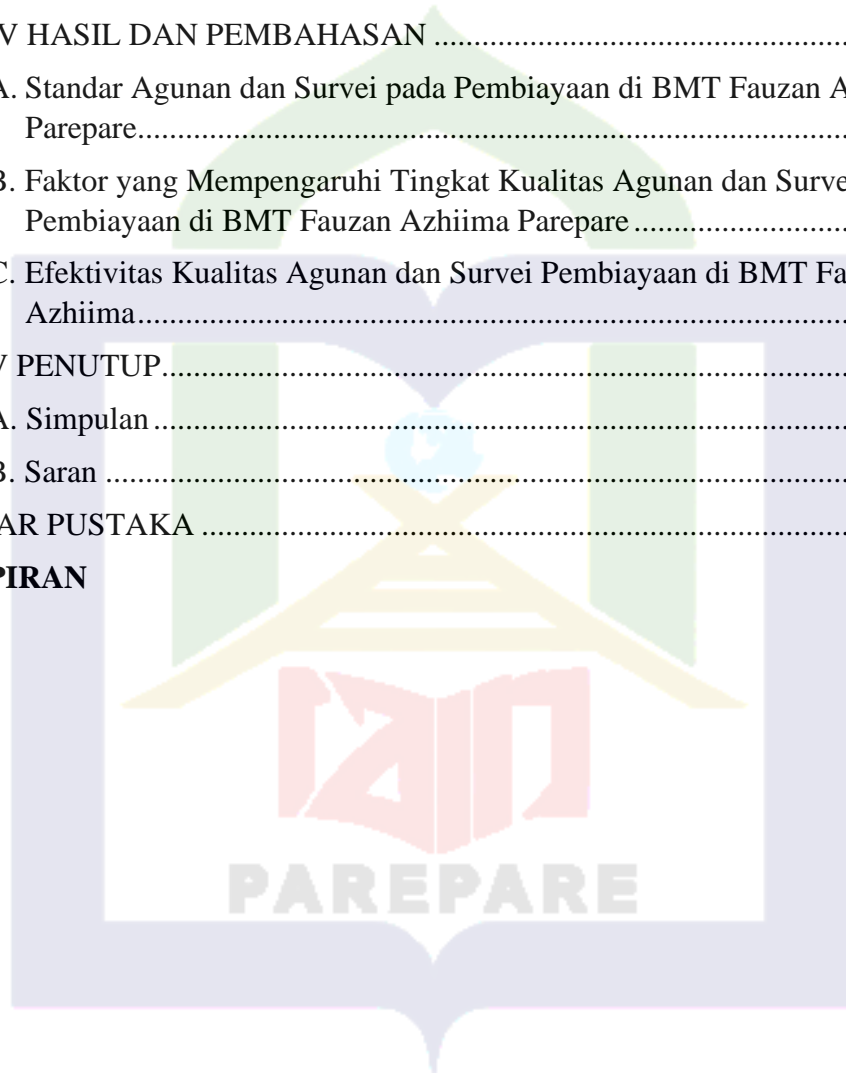 V HASIL DAN PEMBAHASAN ....................................................
A. Standar Agunan dan Survei pada Pembiayaan di BMT Fauzan A
Parepare..........................................................................................
B. Faktor yang Mempengaruhi Tingkat Kualitas Agunan dan Surve
Pembiayaan di BMT Fauzan Azhiima Parepare ...........................
C. Efektivitas Kualitas Agunan dan Survei Pembiayaan di BMT Fa
Azhiima..........................................................................................
V PENUTUP......................................................................................
A. Simpulan .......................................................................................
B. Saran .............................................................................................
AR PUSTAKA .................................................................................
PIRAN
iain
PAREPARE